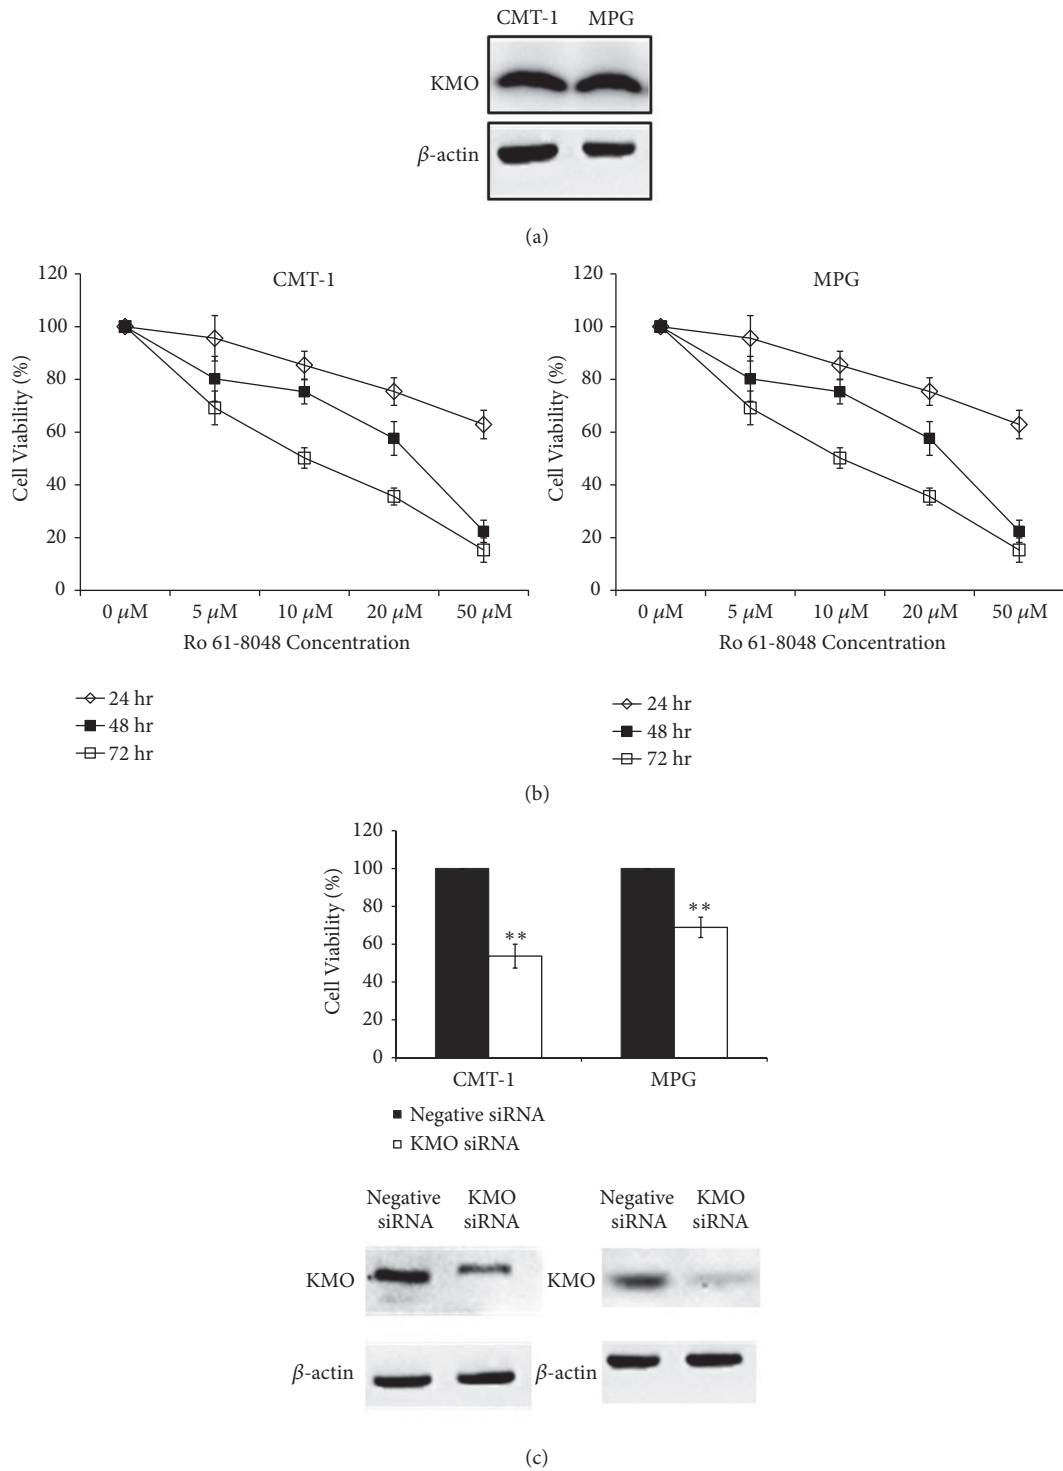 CMT-1 MPG
KMO
β-actin
(a)
CMT-1
120
100
80
60
40
20
0
Cell Viability (%)
0 μM 5 μM 10 μM 20 μM 50 μM
Ro 61-8048 Concentration
24 hr
48 hr
72 hr
MPG
120
100
80
60
40
20
0
Cell Viability (%)
0 μM 5 μM 10 μM 20 μM 50 μM
Ro 61-8048 Concentration
24 hr
48 hr
72 hr
(b)
120
100
80
60
40
20
0
Cell Viability (%)
**
**
CMT-1 MPG
Negative siRNA
KMO siRNA
Negative siRNA
KMO siRNA
KMO
β-actin
Negative siRNA
KMO siRNA
KMO
β-actin
(c)